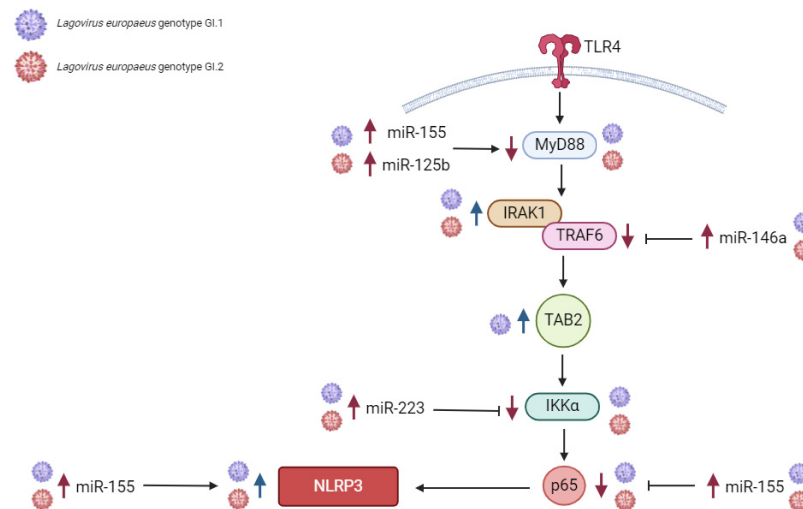 Lagovirus europaeus genotype GI.1
Lagovirus europaeus genotype GI.2
TLR4
miR-155
miR-125b
MyD88
IRAK1
TRAF6
miR-146a
TAB2
miR-223
IKKα
miR-155
NLRP3
p65
miR-155